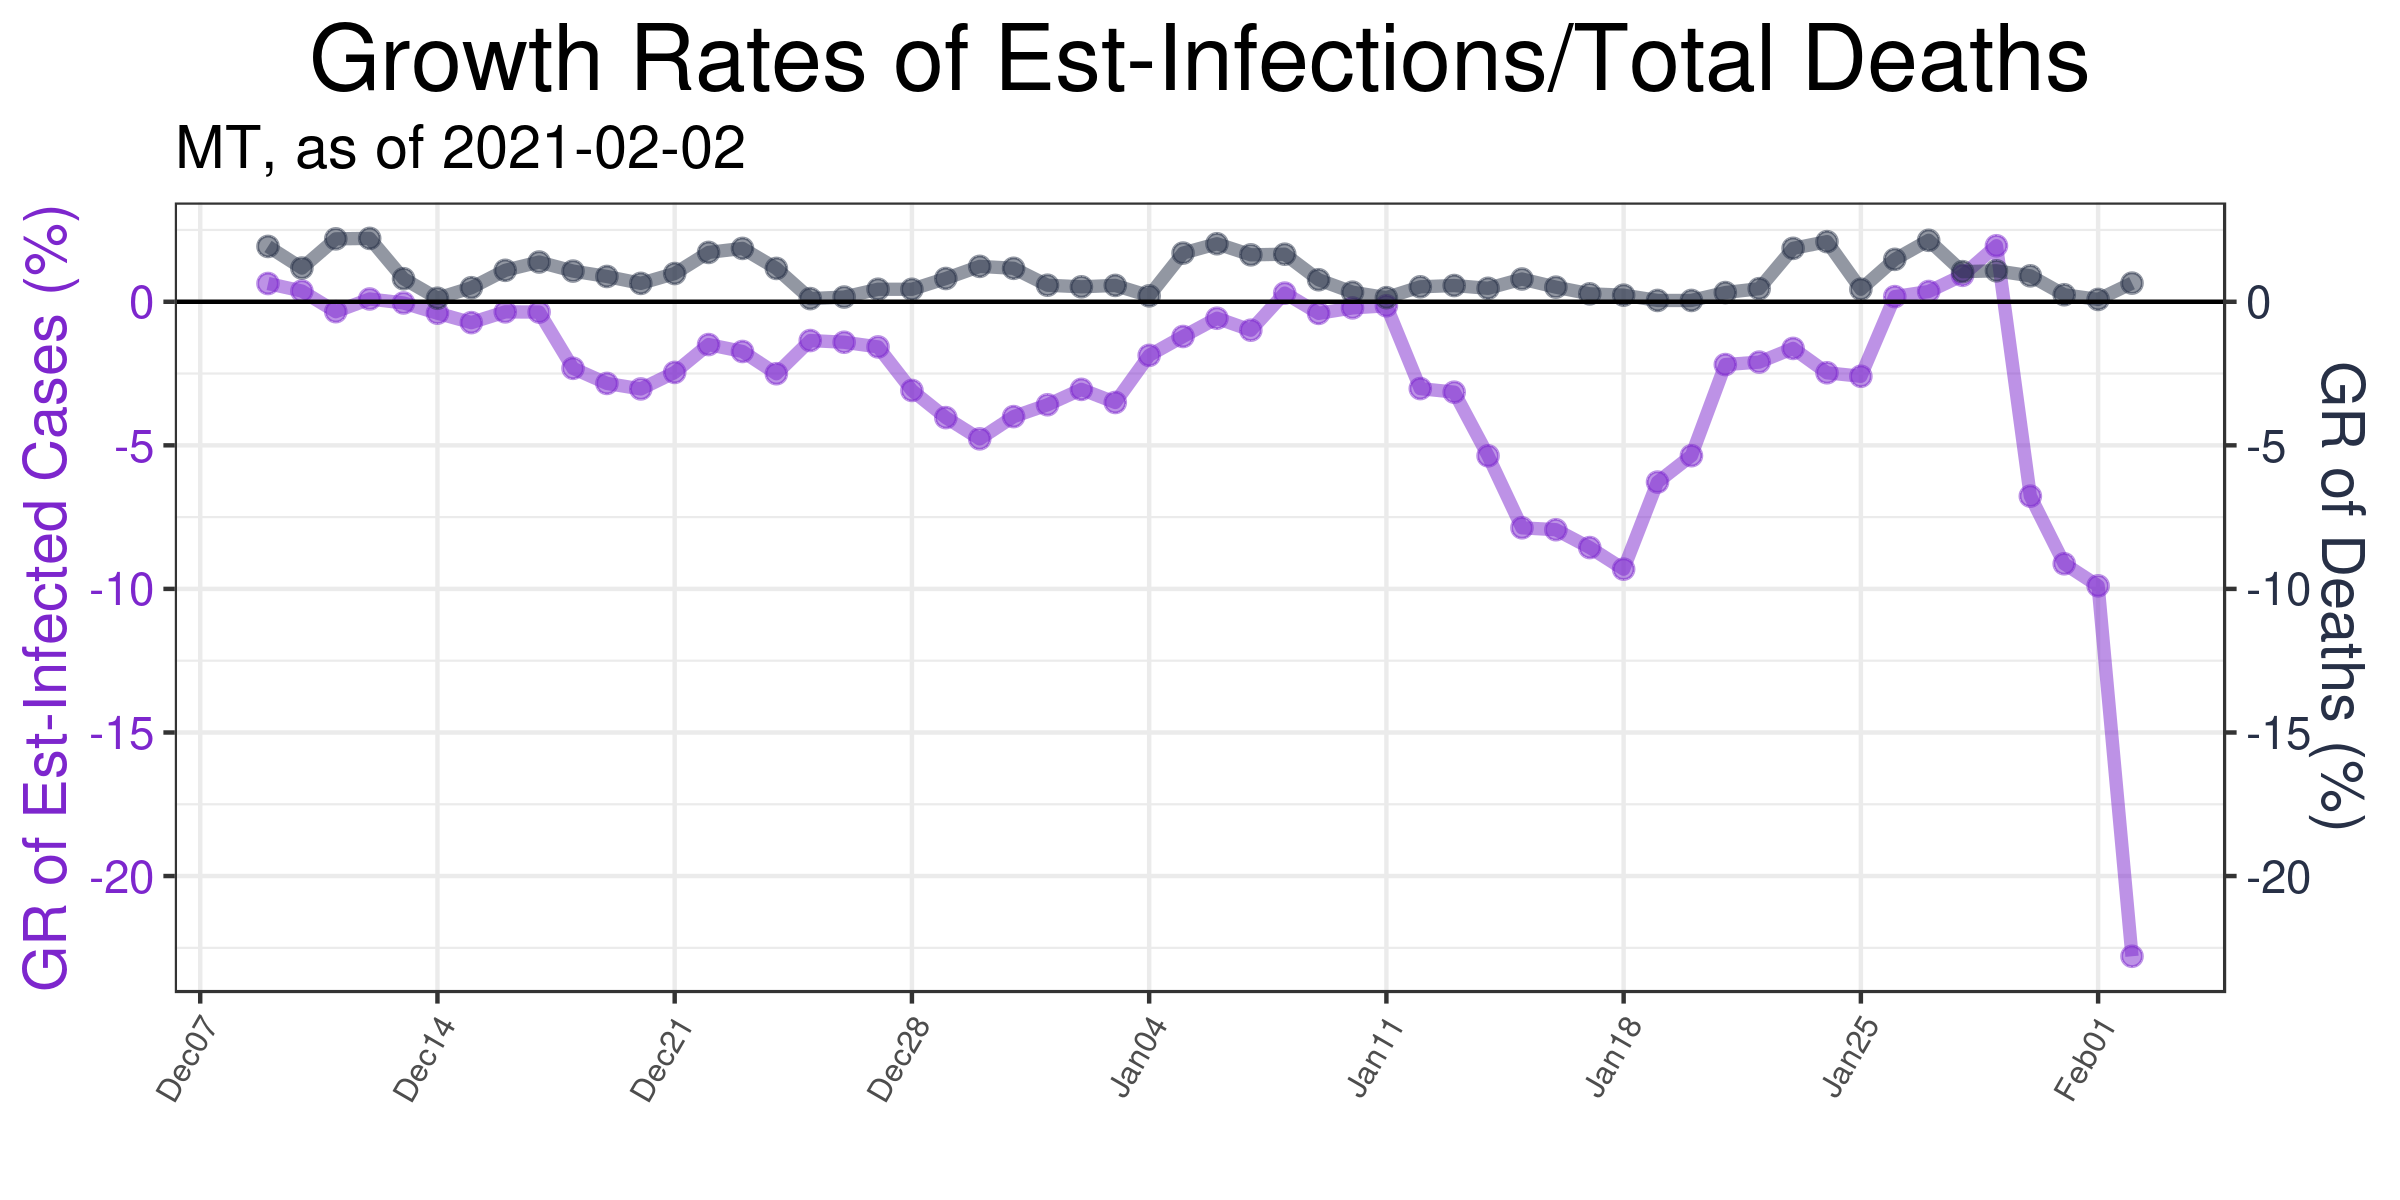 Growth Rates of Est-Infections/Total Deaths
MT, as of 2021-02-02
GR of Est-Infected Cases (%)
0
-5
-10
-15
-20
0
-5
-10
-15
-20
GR of Deaths (%)
Dec07
Dec14
Dec21
Dec28
Jan04
Jan11
Jan18
Jan25
Feb01